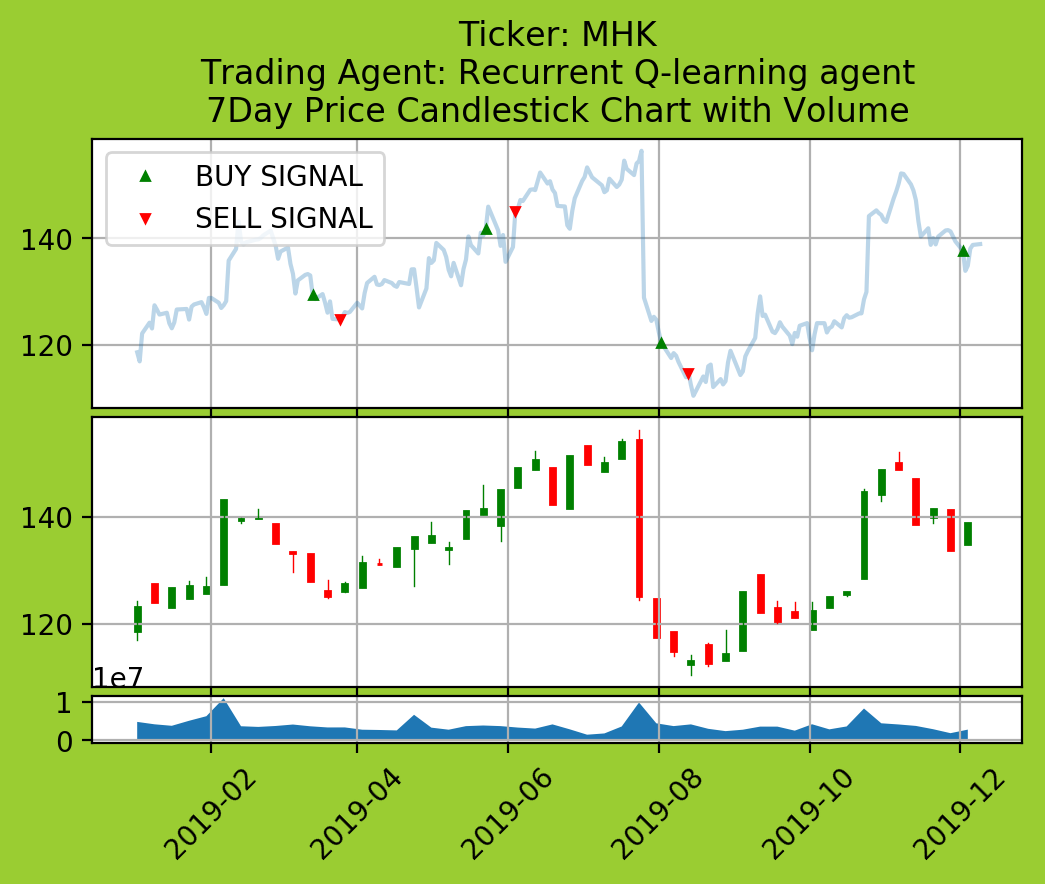 Ticker: MHK
Trading Agent: Recurrent Q-learning agent
7Day Price Candlestick Chart with Volume
BUY SIGNAL
SELL SIGNAL
140
120
140
120
1e7
1
0
2019-02
2019-04
2019-06
2019-08
2019-10
2019-12